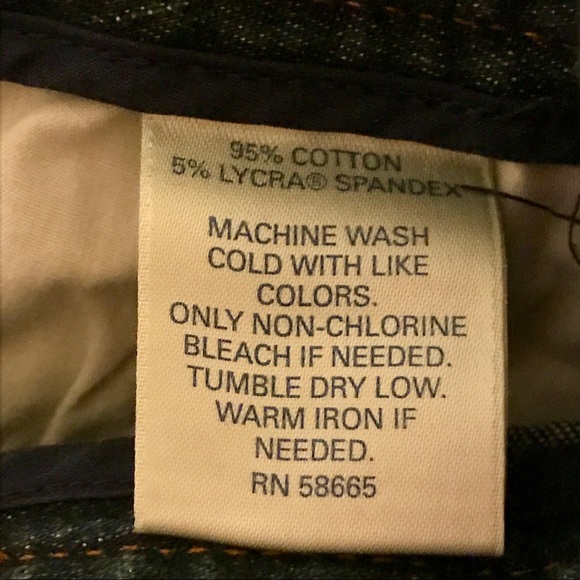 95% COTTON
5% LYCRA® SPANDEX
MACHINE WASH
COLD WITH LIKE
COLORS.
ONLY NON-CHLORINE
BLEACH IF NEEDED.
TUMBLE DRY LOW.
WARM IRON IF
NEEDED.
RN 58665